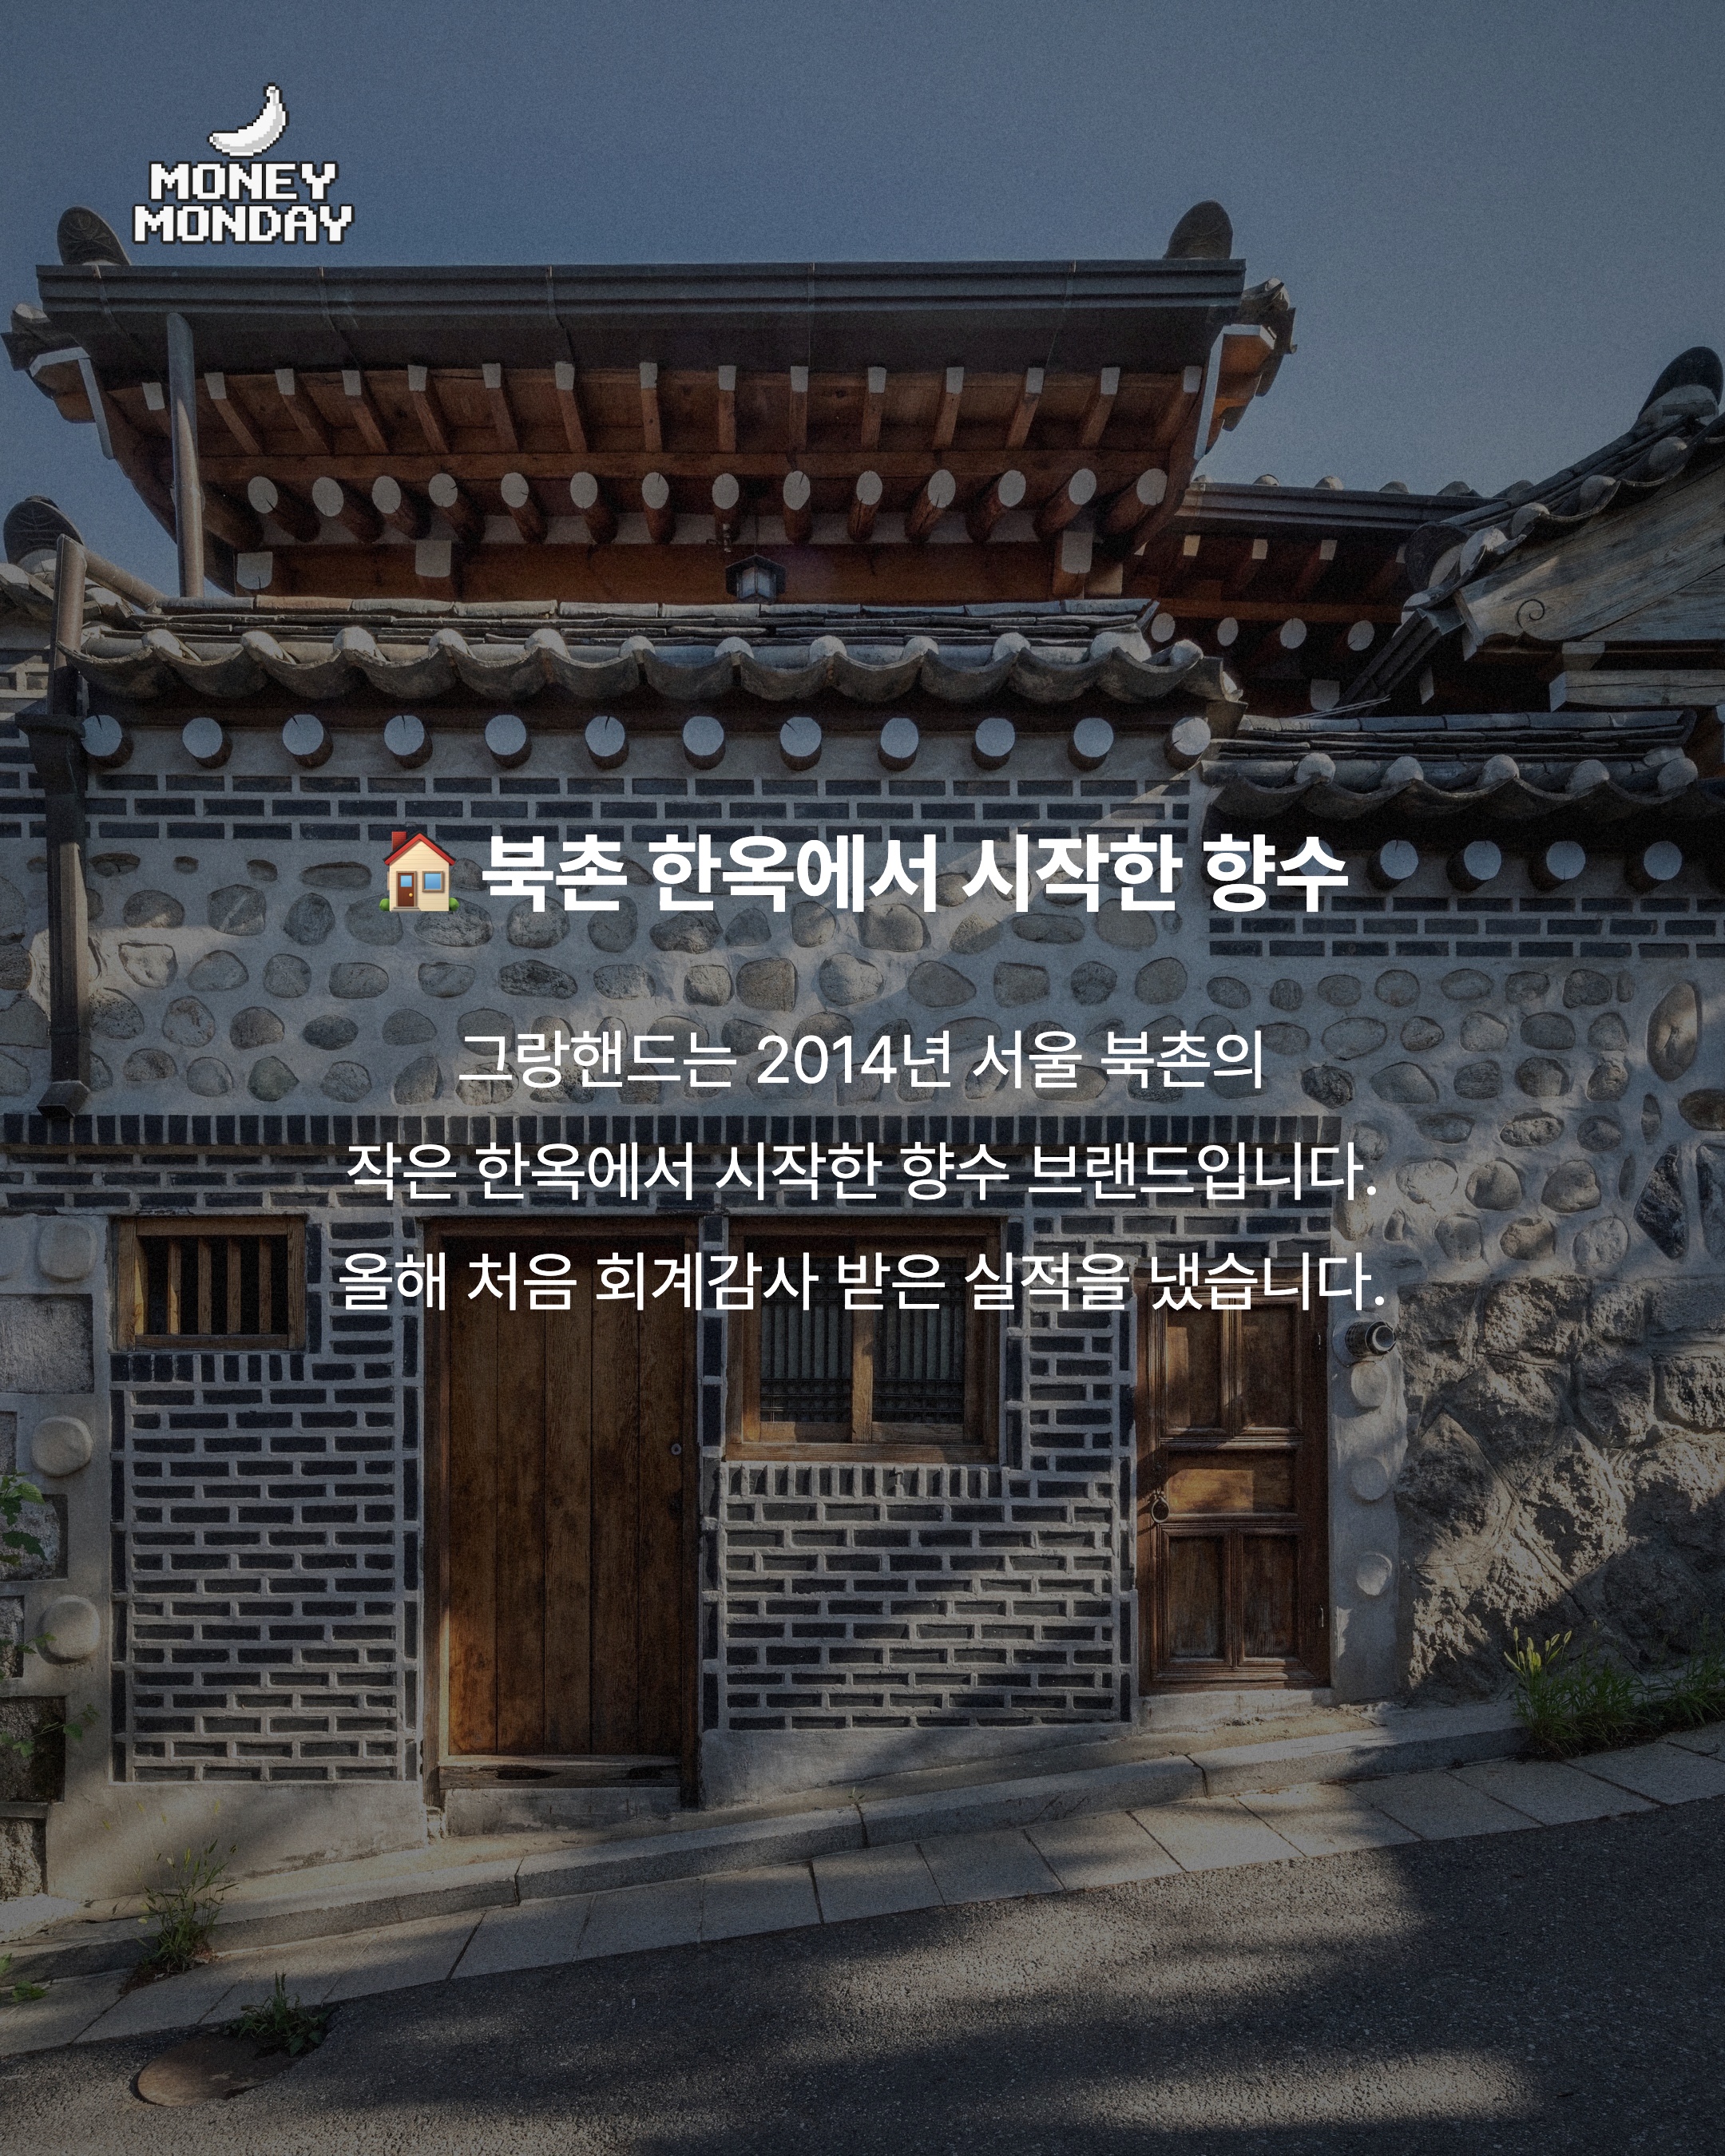 MONEY
MONDAY
🏠 북촌 한옥에서 시작한 향수
그랑핸드는 2014년 서울 북촌의
작은 한옥에서 시작한 향수 브랜드입니다.
올해 처음 회계감사 받은 실적을 냈습니다.